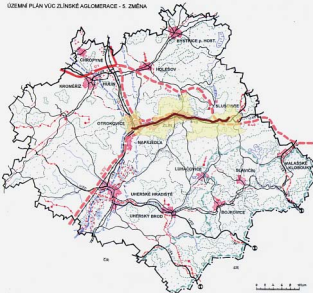 ÚZEMNÍ PLÁN VÚC ZLÍNSKÉ AGLOMERACE - 5. ZMĚNA
BYSTŘICE p. HOST.
CHROPYNĚ
HOLEŠOV
KROMĚŘÍŽ
HULÍN
SLUŠOVICE
OTROKOVICE
NAPAJEDLA
VALAŠSKÉ
KLOBOUKY
LUHAČOVICE
SLAVIČÍN
UHERSKÉ HRADIŠTĚ
UHERSKÝ BROD
BOJKOVICE